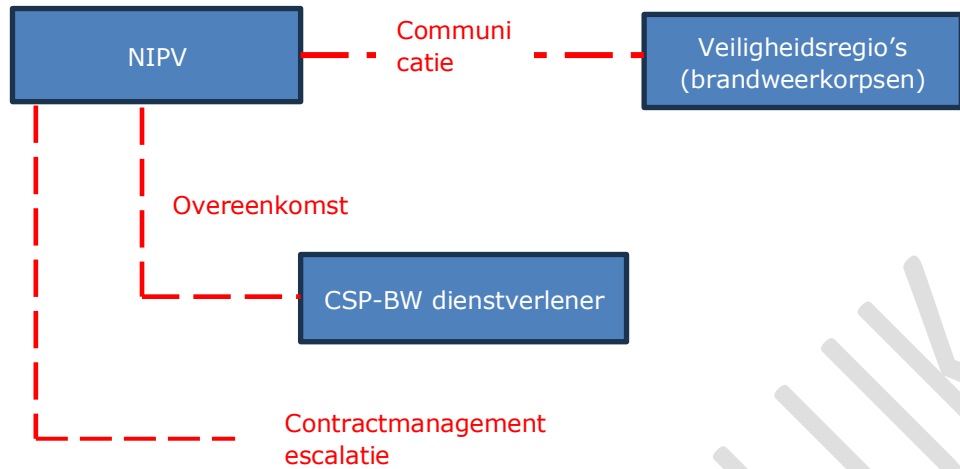 NIPV
Communi
catie
Veiligheidsregio's
(brandweerkorpsen)
Overeenkomst
CSP-BW dienstverlener
Contractmanagement
escalatie